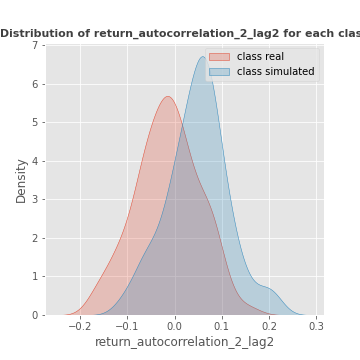 Distribution of return_autocorrelation_2_lag2 for each clas
7
6
5
4
3
2
1
0
Density
class real
class simulated
−0.2 −0.1 0.0 0.1 0.2 0.3
return_autocorrelation_2_lag2